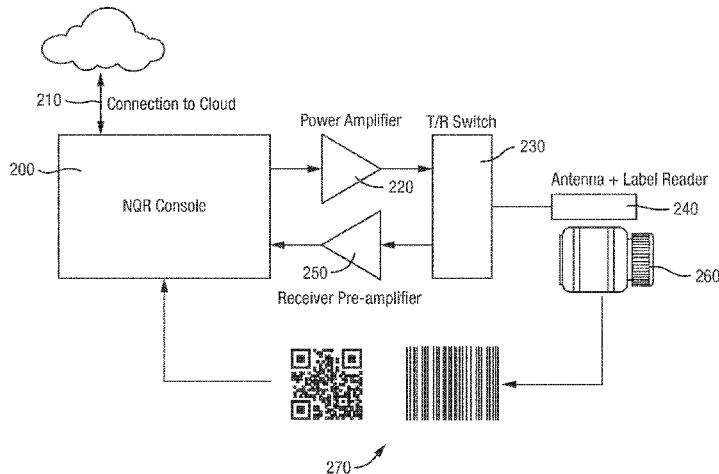 210
Connection to Cloud
Power Amplifier
T/R Switch
200
230
NQR Console
220
Antenna + Label Reader
240
250
260
Receiver Pre-amplifier
270